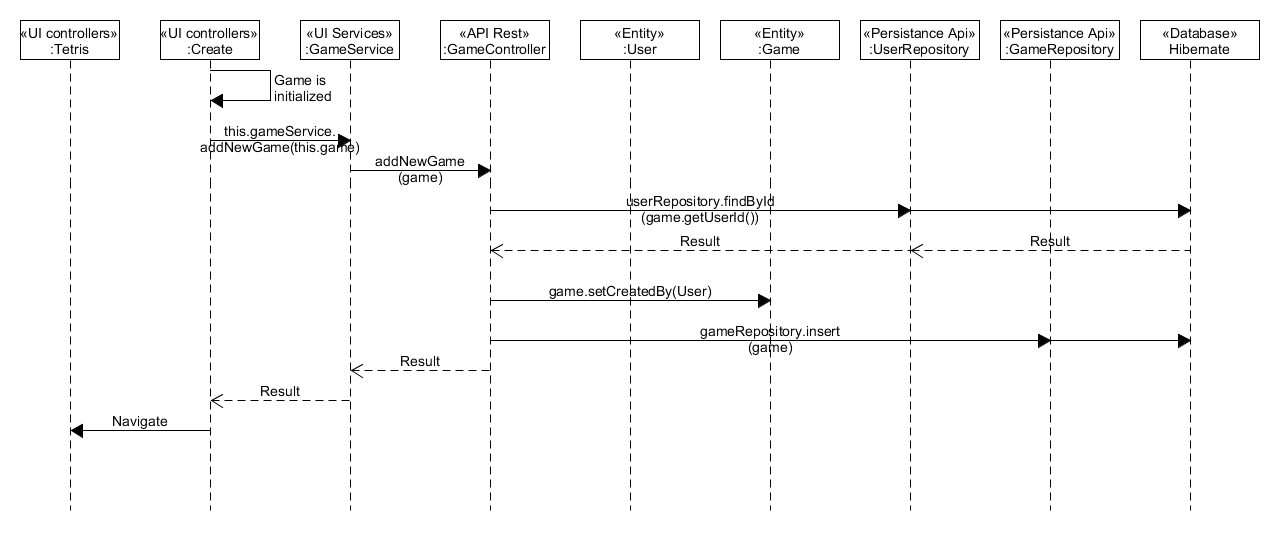 «UI controllers»
:Tetris
«UI controllers»
:Create
«UI Services»
:GameService
«API Rest»
:GameController
«Entity»
:User
«Entity»
:Game
«Persistance Api»
:UserRepository
«Persistance Api»
:GameRepository
«Database»
Hibernate
Game is
initialized
this.gameService.
addNewGame(this.game)
addNewGame
(game)
userRepository.findById
(game.getUserId())
Result
Result
game.setCreatedBy(User)
gameRepository.insert
(game)
Result
Result
Navigate